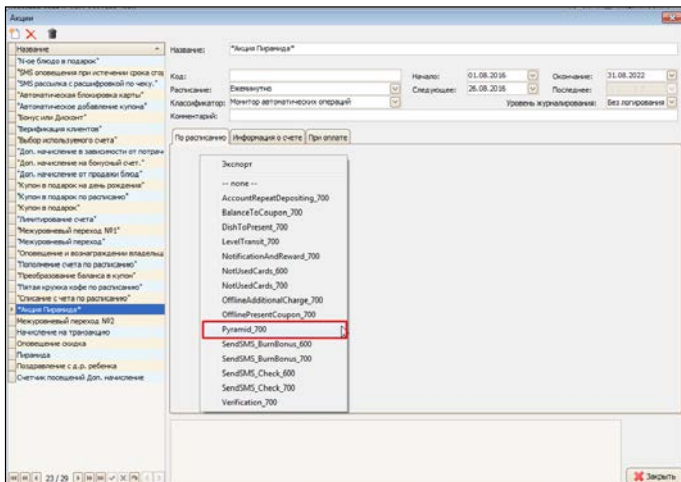 Акции
Название
"N-ое блюдо в подарок"
"SMS оповещения при истечении срока
"SMS рассылка с расшифровкой по чеку."
"Автоматическая блокировка карты"
"Автоматическое добавление купона"
"Бонус или Дисконт"
"Верификация клиентов"
"Выбор используемого счета"
"Доп. начисление в зависимости от потрач
"Доп. начисление на бонусный счет."
"Доп. начисление от продажи блюд"
"Купон в подарок на день рождения"
"Купон в подарок по расписанию"
"Купон в подарок"
"Лимитирование счета"
"Межуровневый переход №1"
"Межуровневый переход"
"Оповещение и вознаграждении владельц
"Пополнение счета по расписанию"
"Преобразование баланса в купон"
"Пятая кружка кофе по расписанию"
"Списание с чета по расписанию"
"Акция Пирамида"
Межуровневый переход №2
Начисление на транзакцию
Оповещение скидка
Пирамида
Поздравление с д.р. ребенка
Счетчик посещений Доп. начисление
23 / 29
Название: "Акция Пирамида"
Код: Начало: 01.08.2016 Окончание: 31.08.2022
Расписание: Ежеминутно Следующее: 26.08.2016 Последнее:
Классификатор: Монитор автоматических операций Уровень журналирования: Без логирования
Комментарий:
По расписанию Информация о счете При оплате
Экспорт
-- none --
AccountRepeatDepositing_700
BalanceToCoupon_700
DishToPresent_700
LevelTransit_700
NotificationAndReward_700
NotUsedCards_600
NotUsedCards_700
OfflineAdditionalCharge_700
OfflinePresentCoupon_700
Pyramid_700
SendSMS_BurnBonus_600
SendSMS_BurnBonus_700
SendSMS_Check_600
SendSMS_Check_700
Verification_700
Закрыть